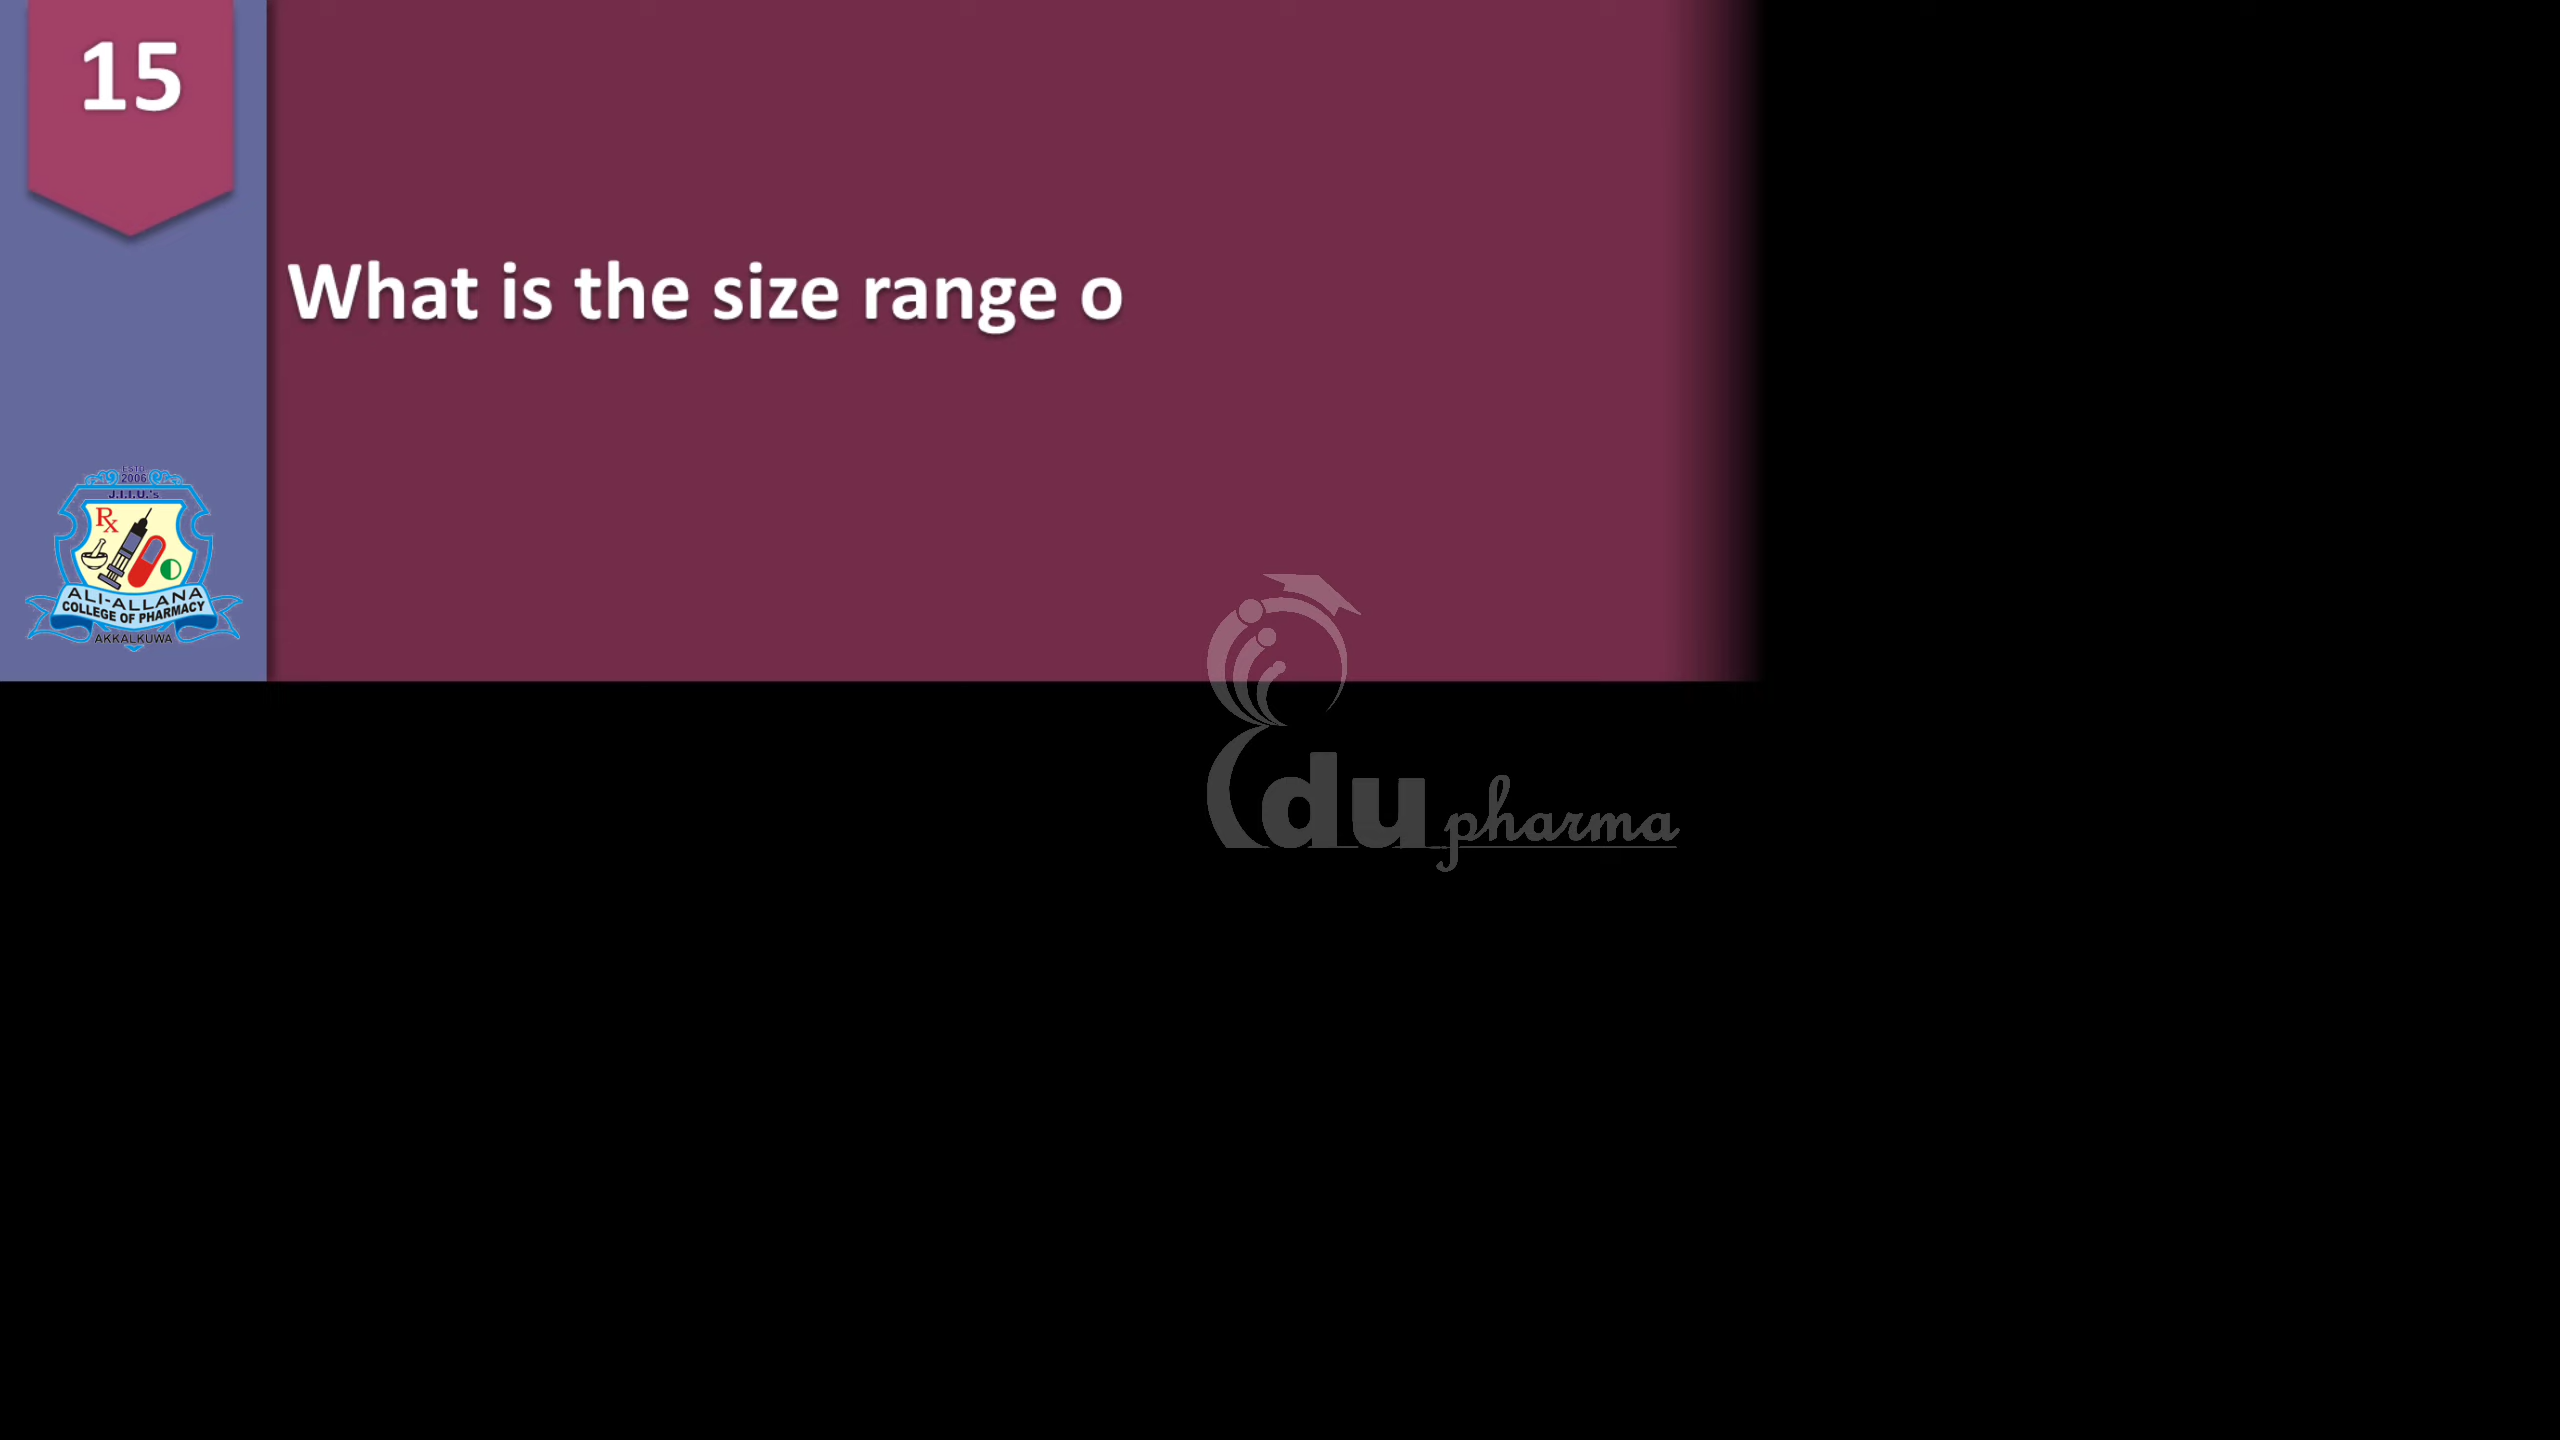 15
What is the size range o
ESTD
2006
J.I.I.U.'s
Rx
ALI-ALLANA
COLLEGE OF PHARMACY
AKKALKUWA
du pharma